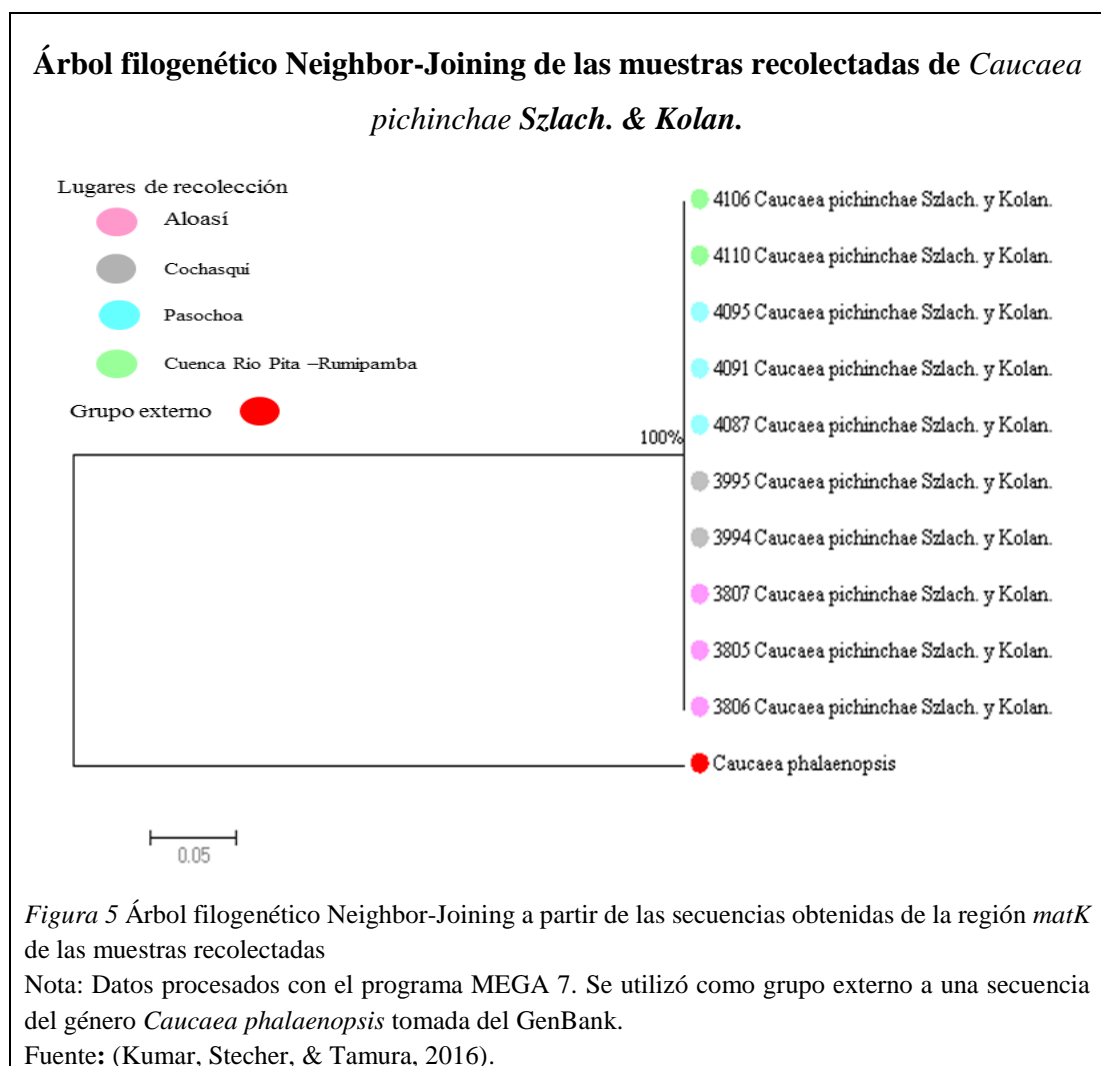 Árbol filogenético Neighbor-Joining de las muestras recolectadas de Caucaea
pichinchae Szlach. & Kolan.
Lugares de recolección
Aloasí
Cochasquí
Pasochoa
Cuenca Rio Pita –Rumipamba
Grupo externo
4106 Caucaea pichinchae Szlach. y Kolan.
4110 Caucaea pichinchae Szlach. y Kolan.
4095 Caucaea pichinchae Szlach. y Kolan.
4091 Caucaea pichinchae Szlach. y Kolan.
4087 Caucaea pichinchae Szlach. y Kolan.
100%
3995 Caucaea pichinchae Szlach. y Kolan.
3994 Caucaea pichinchae Szlach. y Kolan.
3807 Caucaea pichinchae Szlach. y Kolan.
3805 Caucaea pichinchae Szlach. y Kolan.
3806 Caucaea pichinchae Szlach. y Kolan.
Caucaea phalaenopsis
0.05
Figura 5 Árbol filogenético Neighbor-Joining a partir de las secuencias obtenidas de la región matK
de las muestras recolectadas
Nota: Datos procesados con el programa MEGA 7. Se utilizó como grupo externo a una secuencia
del género Caucaea phalaenopsis tomada del GenBank.
Fuente: (Kumar, Stecher, & Tamura, 2016).